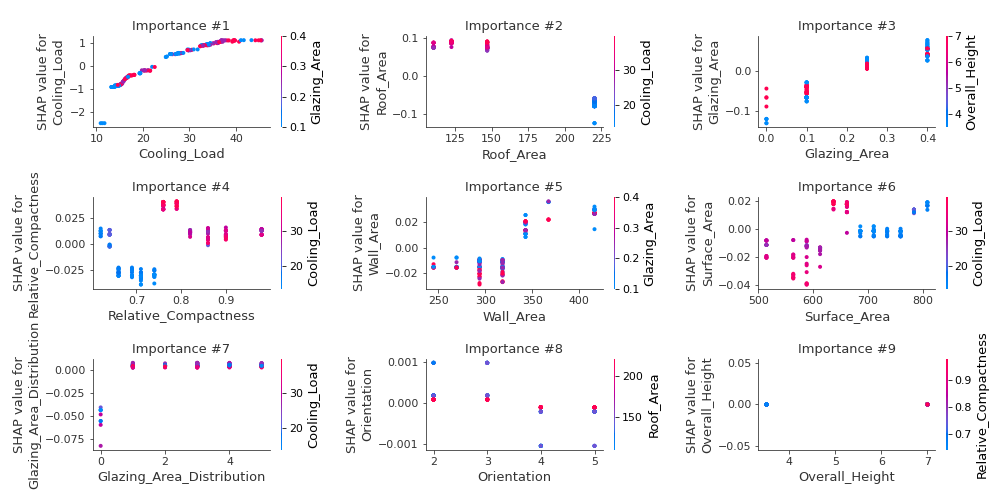 Importance #1
SHAP value for
Cooling_Load
1
0
−1
−2
10
20
30
40
Cooling_Load
0.4
0.3
0.2
0.1
Glazing_Area
Importance #2
SHAP value for
Roof_Area
0.1
0.0
−0.1
125
150
175
200
225
Roof_Area
30
20
Cooling_Load
Importance #3
SHAP value for
Glazing_Area
0.0
−0.1
0.0
0.1
0.2
0.3
0.4
Glazing_Area
7
6
5
4
Overall_Height
Importance #4
SHAP value for
Relative_Compactness
0.025
0.000
−0.025
0.7
0.8
0.9
Relative_Compactness
30
20
Cooling_Load
Importance #5
SHAP value for
Wall_Area
0.02
0.00
−0.02
250
300
350
400
Wall_Area
0.4
0.3
0.2
0.1
Glazing_Area
Importance #6
SHAP value for
Surface_Area
0.02
0.00
−0.02
−0.04
500
600
700
800
Surface_Area
30
20
Cooling_Load
Importance #7
SHAP value for
Glazing_Area_Distribution
0.000
−0.025
−0.050
−0.075
0
2
4
Glazing_Area_Distribution
30
20
Cooling_Load
Importance #8
SHAP value for
Orientation
0.001
0.000
−0.001
2
3
4
5
Orientation
200
150
Roof_Area
Importance #9
SHAP value for
Overall_Height
0.05
0.00
−0.05
4
5
6
7
Overall_Height
0.9
0.8
0.7
Relative_Compactness